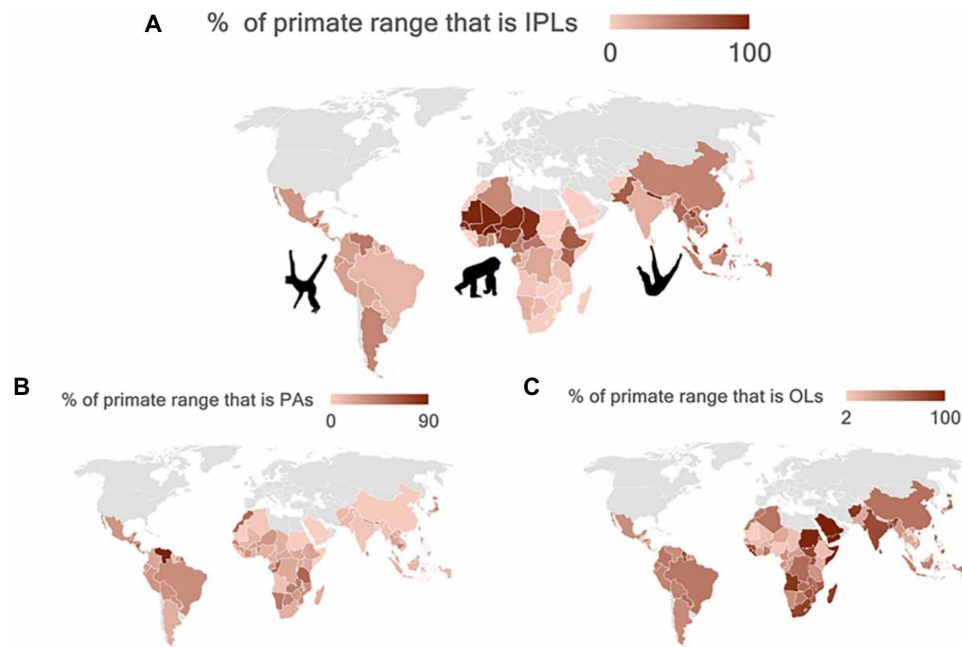 A
% of primate range that is IPLs
0 100
B
% of primate range that is PAs
0 90
C
% of primate range that is OLs
2 100